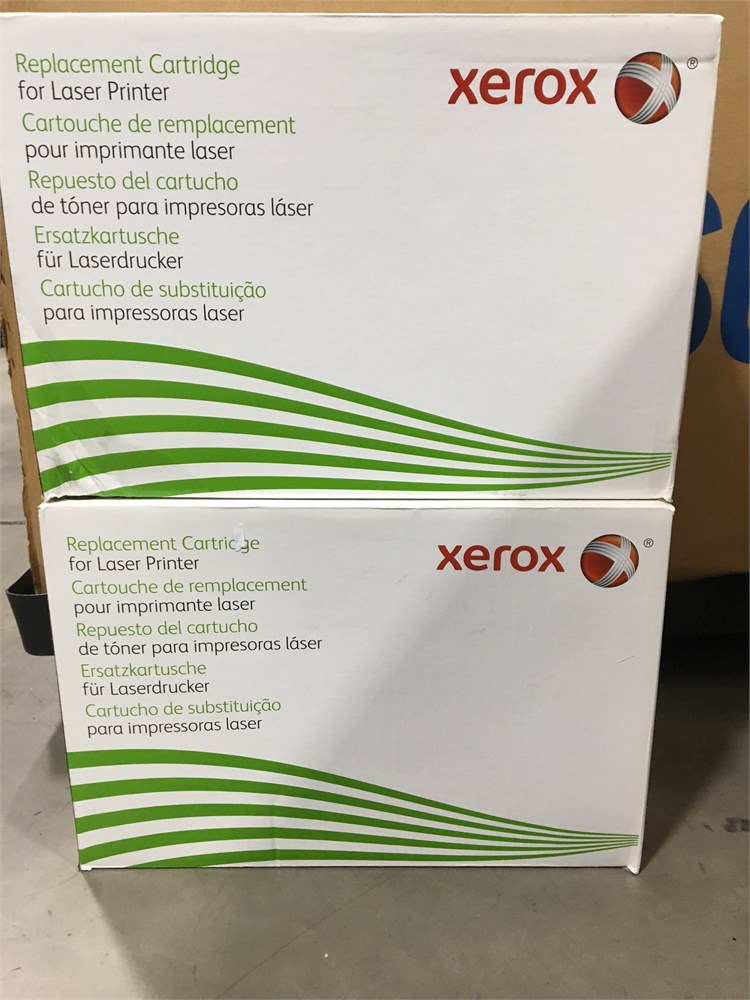 Replacement Cartridge
for Laser Printer
Cartouche de remplacement
pour imprimante laser
Repuesto del cartucho
de tóner para impresoras láser
Ersatzkartusche
für Laserdrucker
Cartucho de substituição
para impressoras laser
xerox ®
Replacement Cartridge
for Laser Printer
Cartouche de remplacement
pour imprimante laser
Repuesto del cartucho
de tóner para impresoras láser
Ersatzkartusche
für Laserdrucker
Cartucho de substituição
para impressoras laser
xerox ®